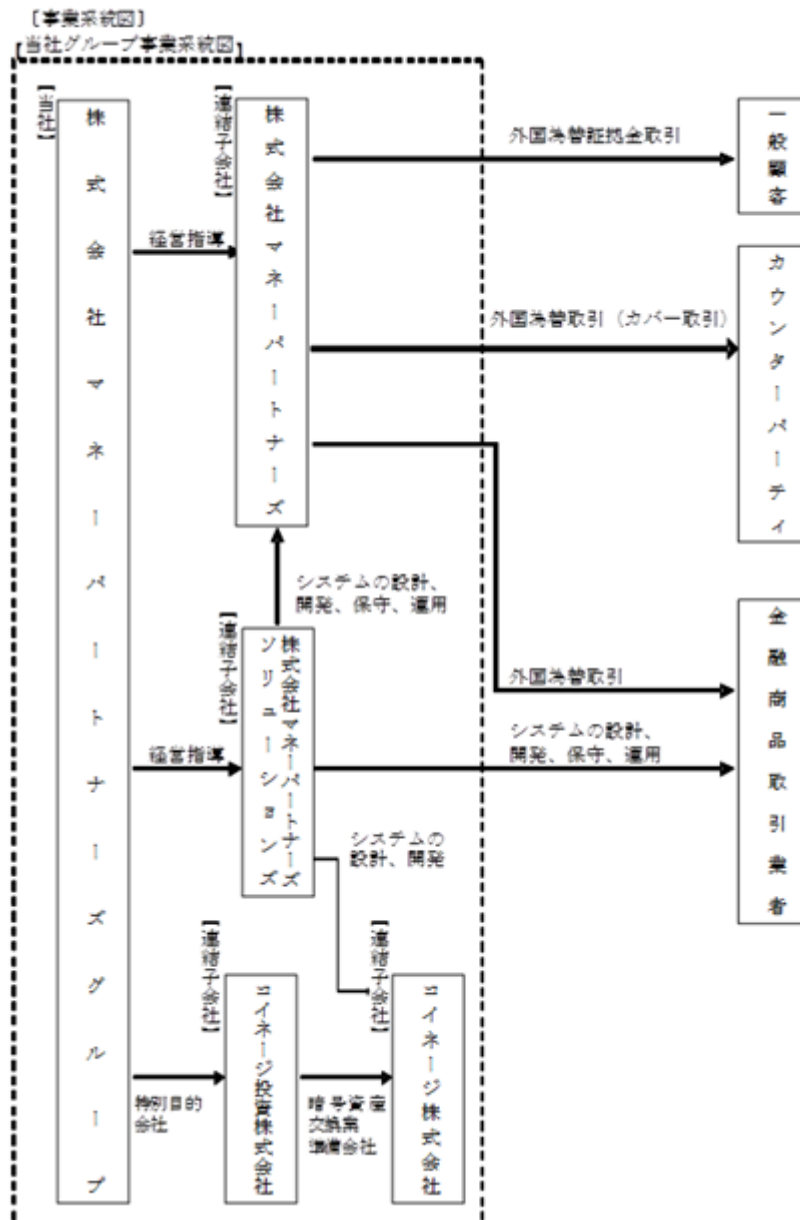 〔事業系統図〕
【当社グループ事業系統図】
【当社】
株式会社マネーパートナーズグループ
経営指導
【連結子会社】
株式会社マネーパートナーズ
外国為替証拠金取引
一般顧客
外国為替取引（カバー取引）
カウンターパーティ
システムの設計、
開発、保守、運用
【連結子会社】
株式会社マネーパートナーズ
ソリューションズ
経営指導
外国為替取引
システムの設計、
開発、保守、運用
金融商品取引業者
システムの
設計、開発
【連結子会社】
コイネージ投資株式会社
特別目的
会社
【連結子会社】
コイネージ株式会社
暗号資産
交換業
準備会社